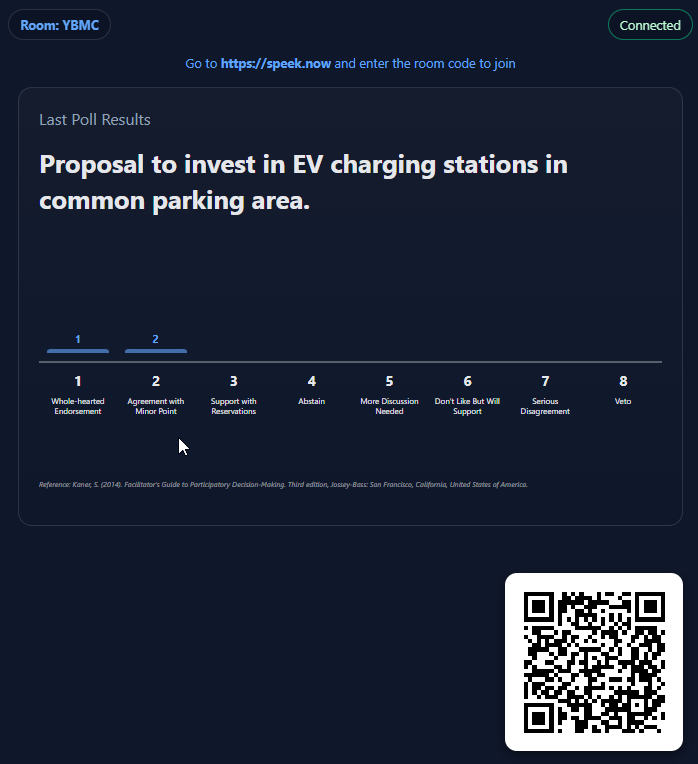 Room: YBMC
Connected
Go to https://speek.now and enter the room code to join
Last Poll Results
Proposal to invest in EV charging stations in
common parking area.
1 2
1 2 3 4 5 6 7 8
Whole-hearted Endorsement
Agreement with Minor Point
Support with Reservations
Abstain
More Discussion Needed
Don't Like But Will Support
Serious Disagreement
Veto
Reference: Kaner, S. (2014). Facilitator's Guide to Participatory Decision-Making. Third edition, Jossey-Bass: San Francisco, California, United States of America.